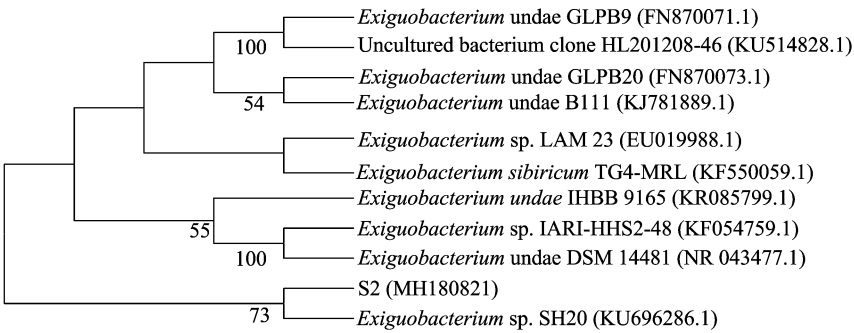 Exiguobacterium undae GLPB9 (FN870071.1)
100
Uncultured bacterium clone HL201208-46 (KU514828.1)
Exiguobacterium undae GLPB20 (FN870073.1)
54
Exiguobacterium undae B111 (KJ781889.1)
Exiguobacterium sp. LAM 23 (EU019988.1)
Exiguobacterium sibiricum TG4-MRL (KF550059.1)
Exiguobacterium undae IHBB 9165 (KR085799.1)
55
Exiguobacterium sp. IARI-HHS2-48 (KF054759.1)
100
Exiguobacterium undae DSM 14481 (NR 043477.1)
S2 (MH180821)
73
Exiguobacterium sp. SH20 (KU696286.1)